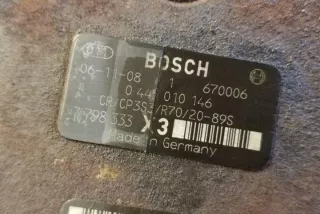 BOSCH
06-11-08 1 670006
0 445 010 146
CR/CP3S3/R70/20-89S
333 X3
Made in Germany